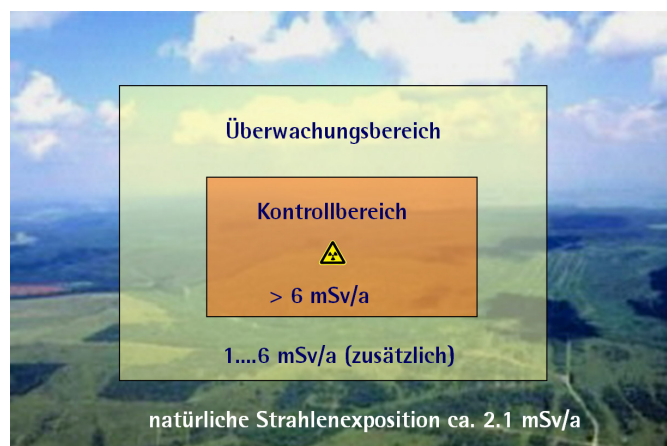 Überwachungsbereich
Kontrollbereich
> 6 mSv/a
1....6 mSv/a (zusätzlich)
natürliche Strahlenexposition ca. 2.1 mSv/a